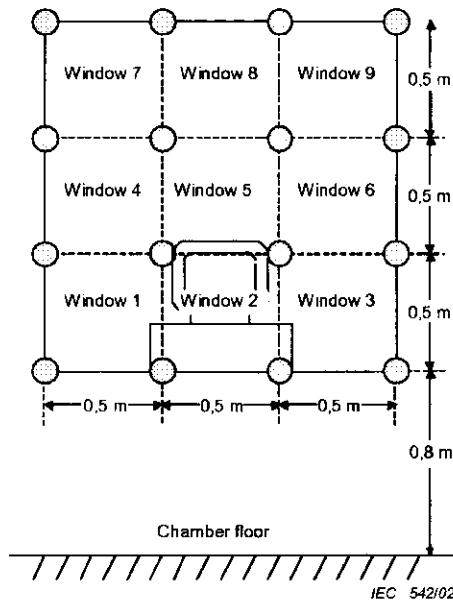 Window 7 Window 8 Window 9
0,5 m
Window 4 Window 5 Window 6
0,5 m
Window 1 Window 2 Window 3
0,5 m
0,5 m 0,5 m 0,5 m
0,8 m
Chamber floor
IEC 542/02